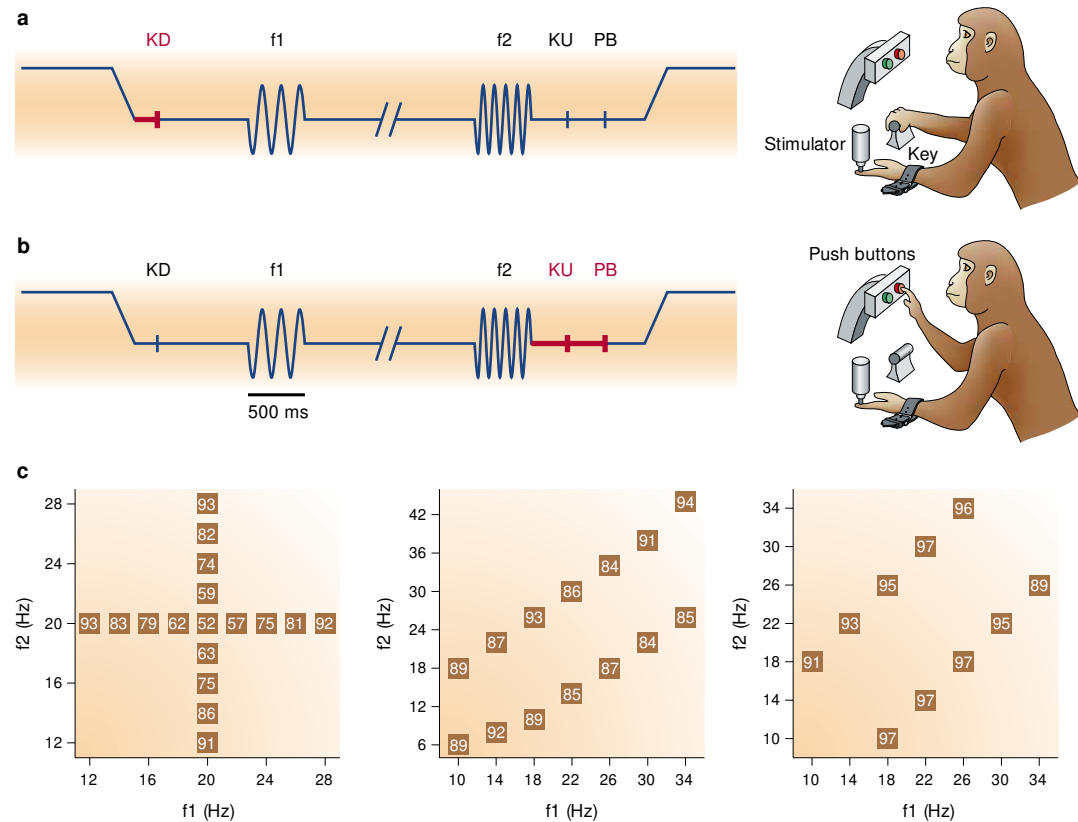 a
KD f1 f2 KU PB
Stimulator
Key
b
KD f1 f2 KU PB
Push buttons
500 ms
c
f2 (Hz)
28
24
20
16
12
93
82
74
59
93 83 79 62 52 57 75 81 92
63
75
86
91
12 16 20 24 28
f1 (Hz)
f2 (Hz)
42
36
30
24
18
12
6
94
91
84
86
93
85
87
84
89
87
85
89
92
89
10 14 18 22 26 30 34
f1 (Hz)
f2 (Hz)
34
30
26
22
18
14
10
96
97
95 89
93 95
91 97
97
97
10 14 18 22 26 30 34
f1 (Hz)